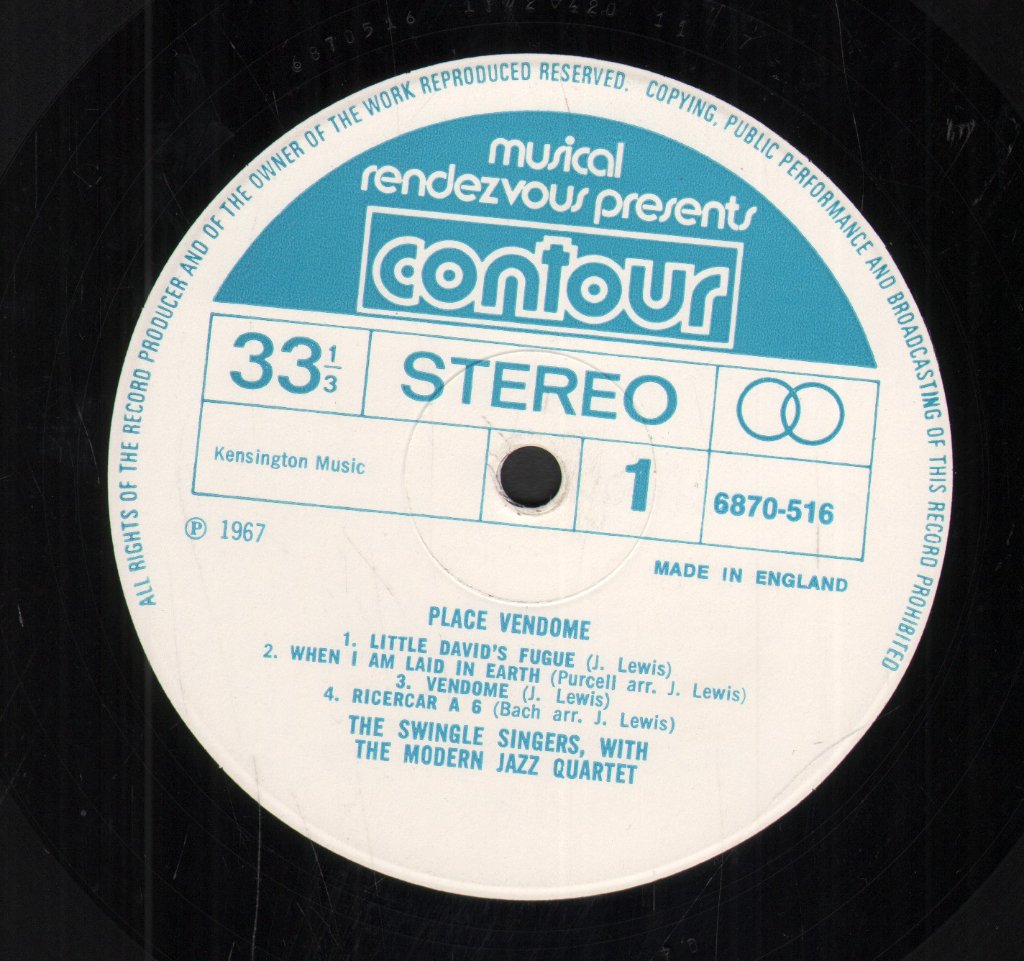 6870516
420
ALL RIGHTS OF THE RECORD PRODUCER AND OF THE OWNER OF THE WORK REPRODUCED RESERVED. COPYING, PUBLIC PERFORMANCE AND BROADCASTING OF THIS RECORD PROHIBITED
musical
rendezvous presents
contour
33 1/3
STEREO
Kensington Music
1
6870-516
Ⓟ 1967
MADE IN ENGLAND
PLACE VENDOME
1. LITTLE DAVID'S FUGUE (J. Lewis)
2. WHEN I AM LAID IN EARTH (Purcell arr. J. Lewis)
3. VENDOME (J. Lewis)
4. RICERCAR A 6 (Bach arr. J. Lewis)
THE SWINGLE SINGERS, WITH
THE MODERN JAZZ QUARTET